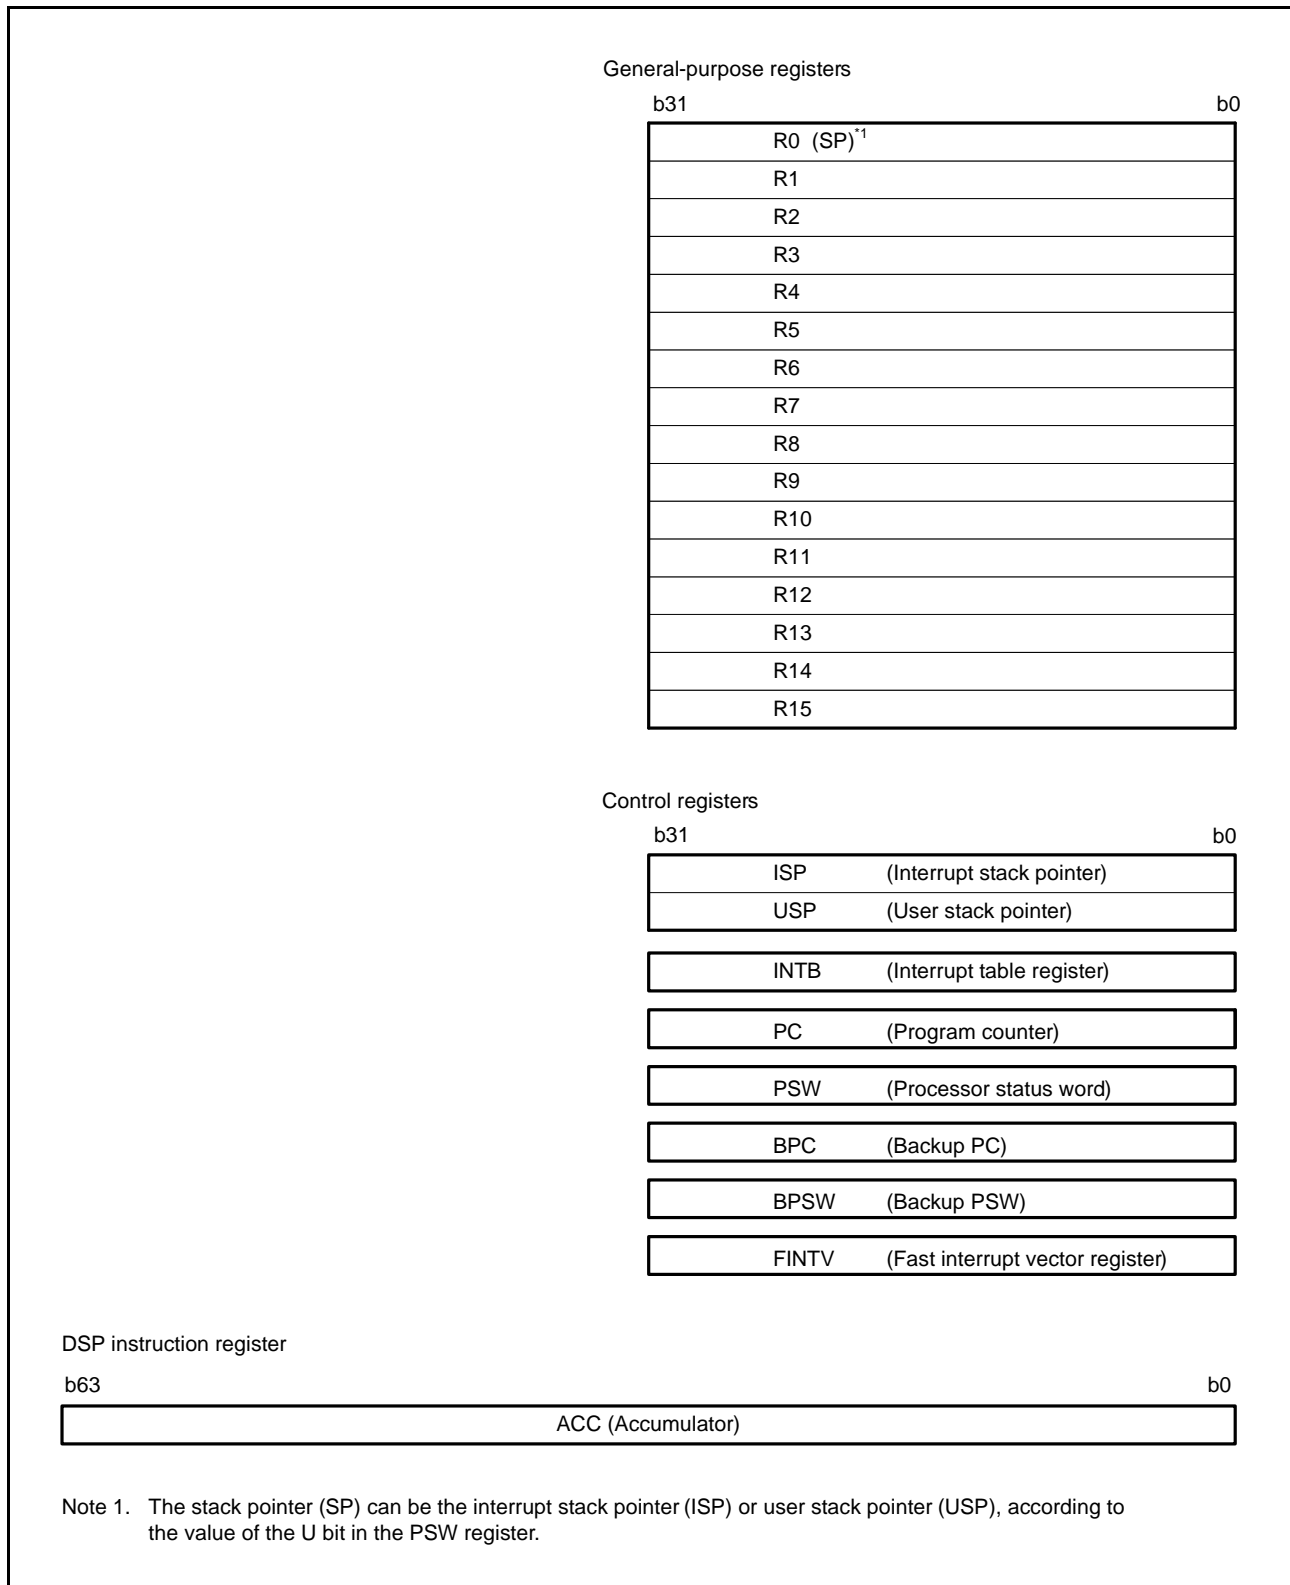 General-purpose registers
b31 b0
R0 (SP)*1
R1
R2
R3
R4
R5
R6
R7
R8
R9
R10
R11
R12
R13
R14
R15
Control registers
b31 b0
ISP (Interrupt stack pointer)
USP (User stack pointer)
INTB (Interrupt table register)
PC (Program counter)
PSW (Processor status word)
BPC (Backup PC)
BPSW (Backup PSW)
FINTV (Fast interrupt vector register)
DSP instruction register
b63 b0
ACC (Accumulator)
Note 1. The stack pointer (SP) can be the interrupt stack pointer (ISP) or user stack pointer (USP), according to
the value of the U bit in the PSW register.